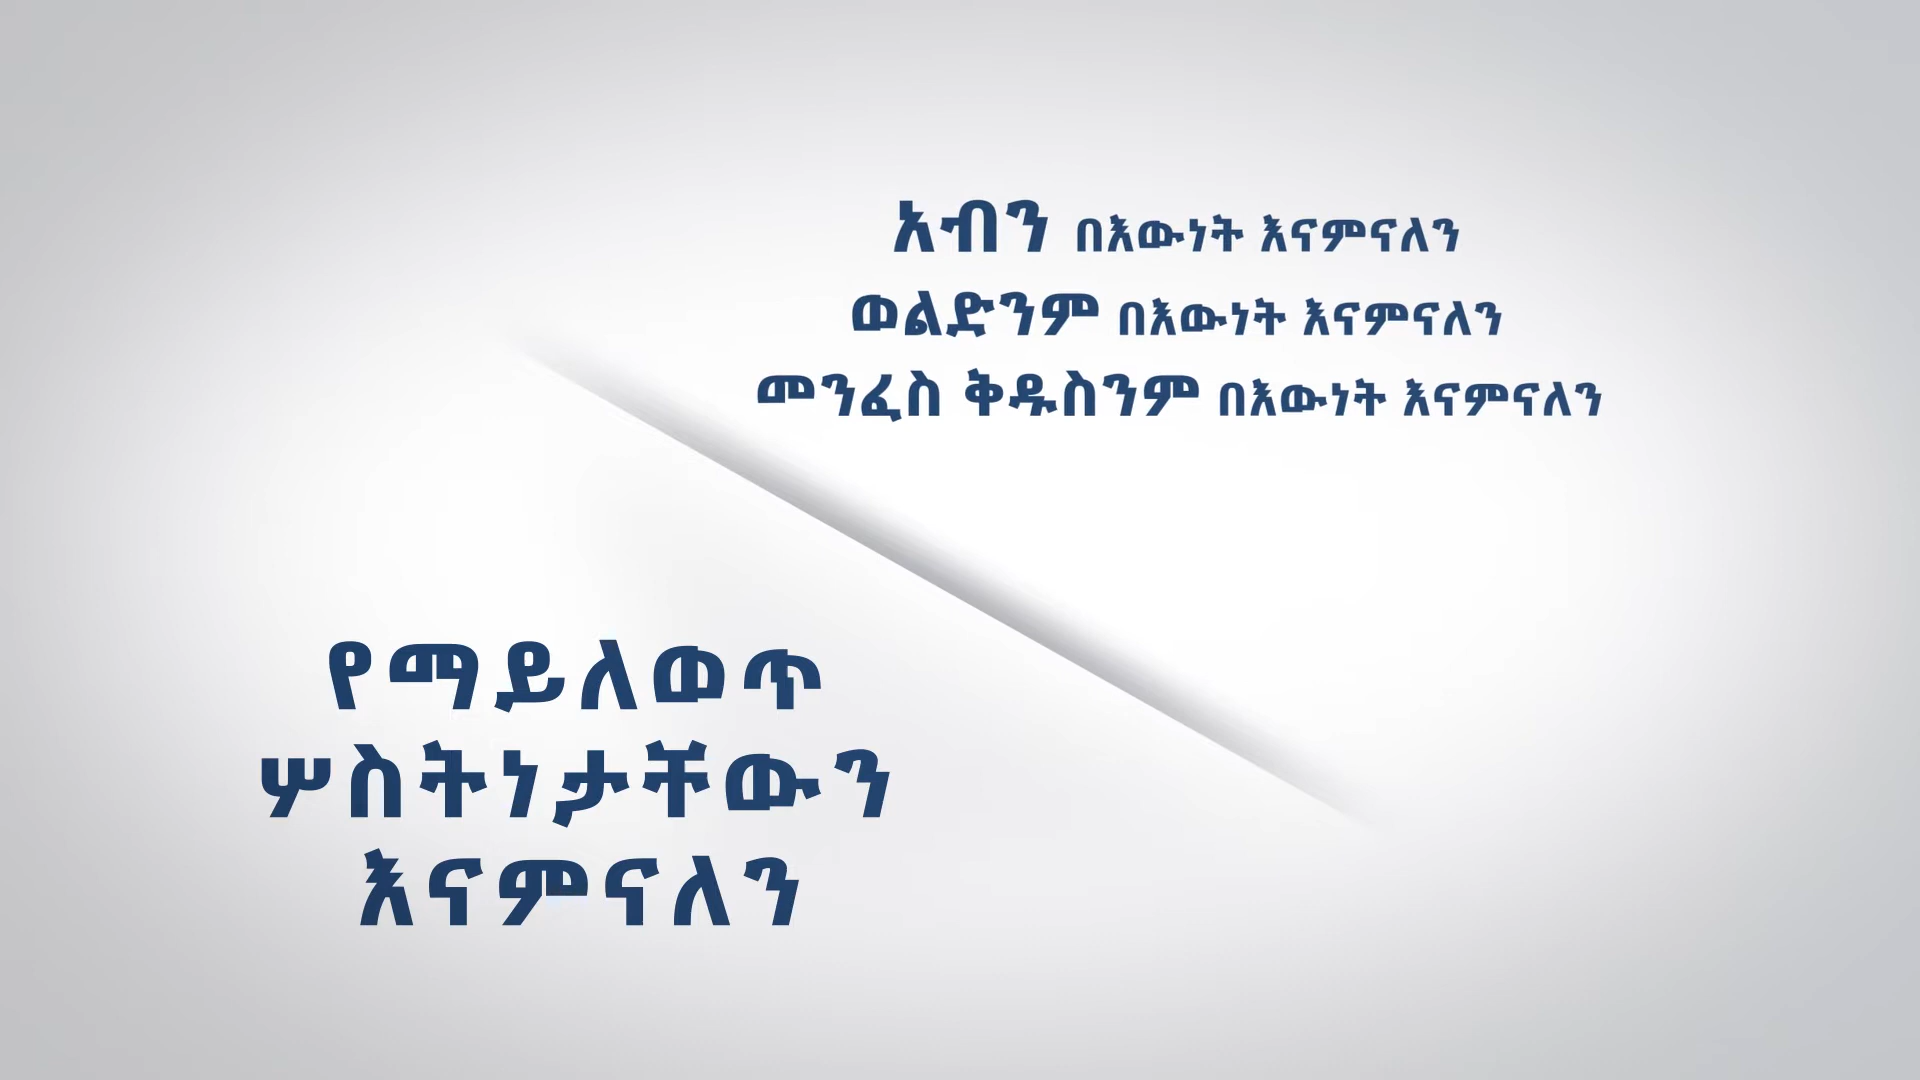 አብን በእውነት እናምናለን
ወልድንም በእውነት እናምናለን
መንፈስ ቅዱስንም በእውነት እናምናለን
የማይለወጥ
ሦስትነታቸውን
እናምናለን